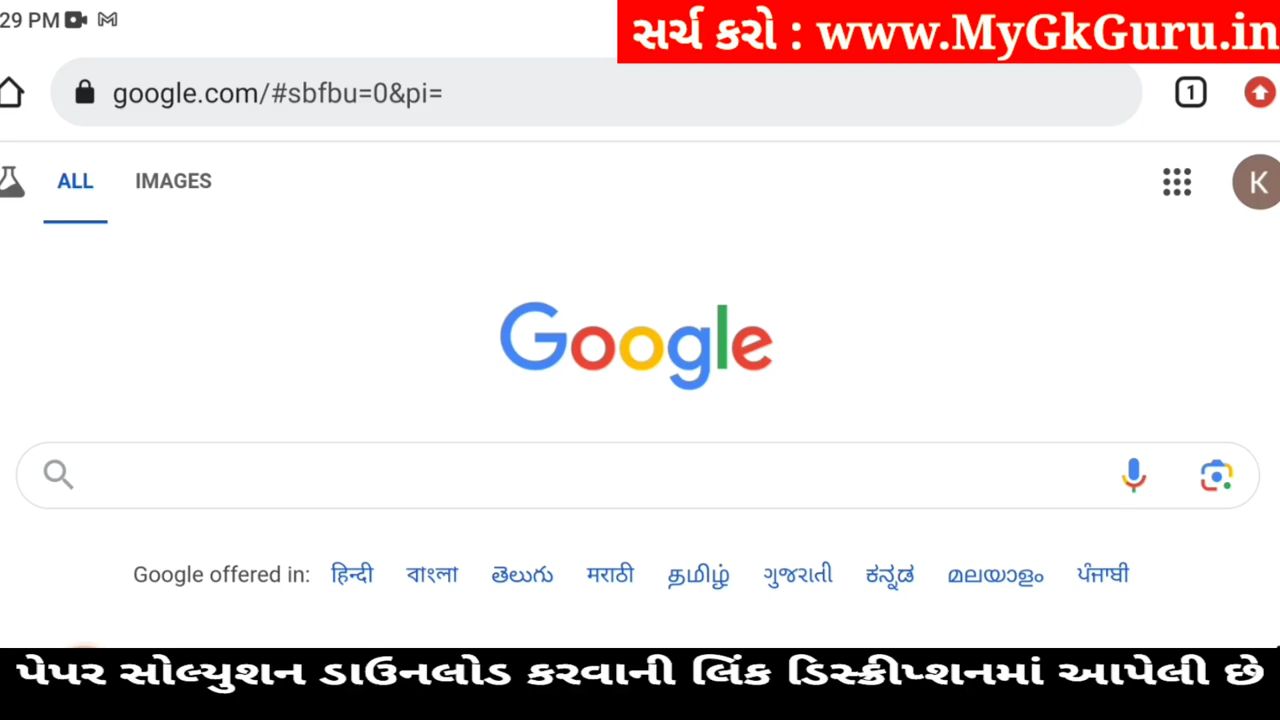 29 PM
સર્ચ કરો : www.MyGkGuru.in
google.com/#sbfbu=0&pi=
1
ALL IMAGES
K
Google
Google offered in: हिन्दी বাংলা తెలుగు मराठी தமிழ் ગુજરાતી ಕನ್ನಡ മലയാളം ਪੰਜਾਬੀ
પેપર સોલ્યુશન ડાઉનલોડ કરવાની લિંક ડિસ્ક્રીપ્શનમાં આપેલી છે